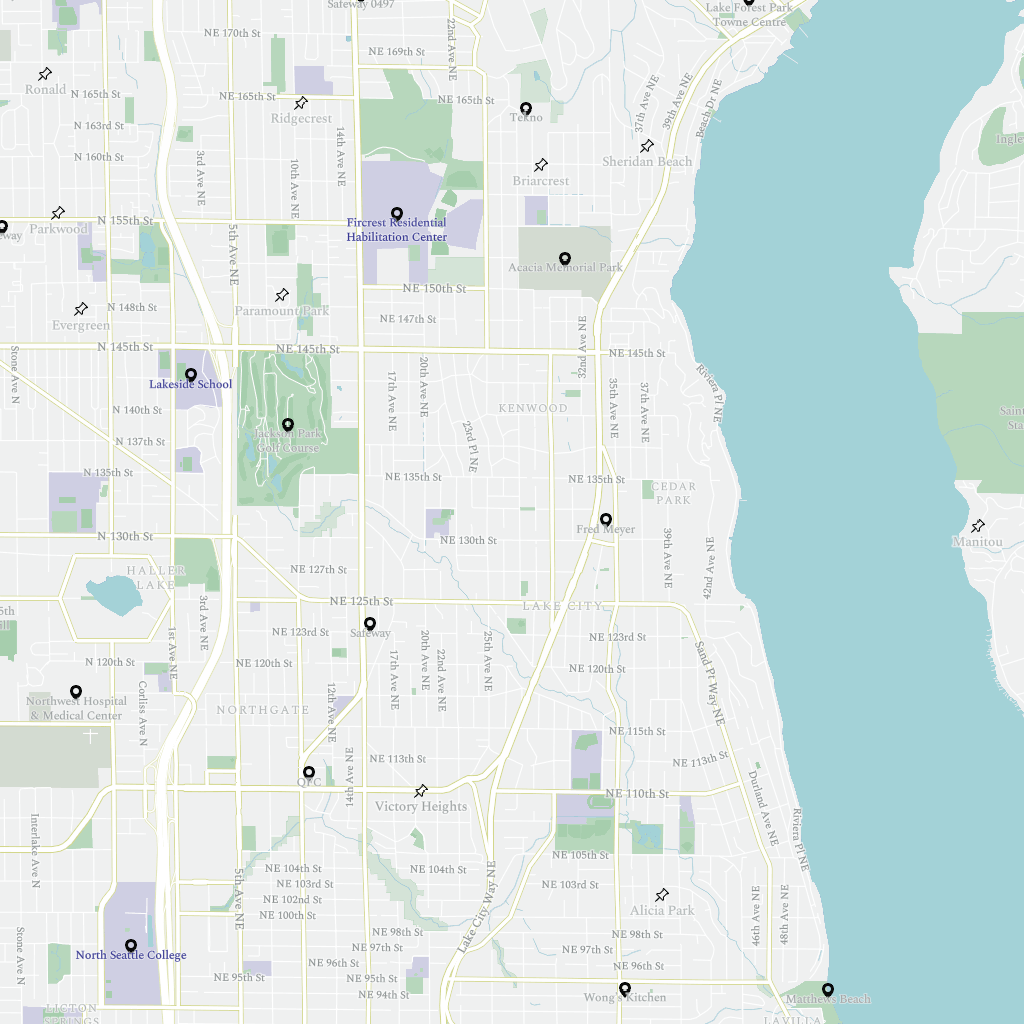 Safeway 0497
Lake Forest Park
Towne Centre
NE 170th St
22nd Ave NE
NE 169th St
Ronald
N 165th St
NE 165th St
NE 165th St
37th Ave NE
39th Ave NE
Beach Dr NE
Ridgecrest
Tekno
N 163rd St
14th Ave NE
Ingle
N 160th St
3rd Ave NE
10th Ave NE
Sheridan Beach
Briarcrest
Parkwood
N 155th St
eway
Fircrest Residential
Habilitation Center
5th Ave NE
Acacia Memorial Park
NE 150th St
Evergreen
N 148th St
Paramount Park
NE 147th St
32nd Ave NE
Stone Ave N
N 145th St
NE 145th St
NE 145th St
Lakeside School
17th Ave NE
20th Ave NE
35th Ave NE
37th Ave NE
Riviera Pl NE
N 140th St
KENWOOD
Saint
Sta
Jackson Park
Golf Course
N 137th St
23rd Pl NE
N 135th St
NE 135th St
NE 135th St
CEDAR
PARK
Fred Meyer
N 130th St
NE 130th St
39th Ave NE
42nd Ave NE
Manitou
HALLER
LAKE
NE 127th St
NE 125th St
LAKE CITY
5th
ll
3rd Ave NE
1st Ave NE
NE 123rd St
Safeway
NE 123rd St
N 120th St
NE 120th St
17th Ave NE
20th Ave NE
22nd Ave NE
25th Ave NE
NE 120th St
Sand Pt Way NE
Corliss Ave N
12th Ave NE
Northwest Hospital
& Medical Center
NORTHGATE
NE 115th St
NE 113th St
NE 113th St
QFC
14th Ave NE
Victory Heights
NE 110th St
Durland Ave NE
Riviera Pl NE
Interlake Ave N
NE 105th St
NE 104th St
NE 104th St
5th Ave NE
NE 103rd St
NE 103rd St
NE 102nd St
NE 100th St
Lake City Way NE
Alicia Park
46th Ave NE
48th Ave NE
Stone Ave N
North Seattle College
NE 98th St
NE 98th St
NE 97th St
NE 97th St
NE 96th St
NE 96th St
NE 95th St
NE 95th St
NE 94th St
Wong's Kitchen
Matthews Beach
LICTON
SPRINGS
LAVILLA